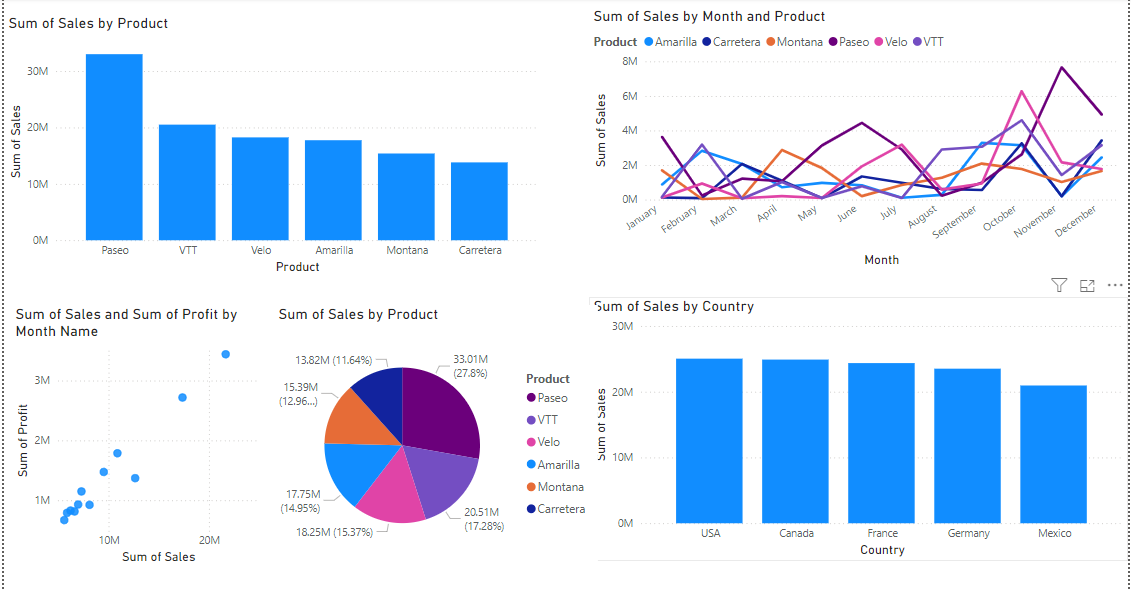 Sum of Sales by Product
Sum of Sales
30M
20M
10M
0M
Paseo VTT Velo Amarilla Montana Carretera
Product
Sum of Sales by Month and Product
Product Amarilla Carretera Montana Paseo Velo VTT
Sum of Sales
8M
6M
4M
2M
0M
January February March April May June July August September October November December
Month
Sum of Sales and Sum of Profit by
Month Name
Sum of Profit
3M
2M
1M
10M 20M
Sum of Sales
Sum of Sales by Product
13.82M (11.64%)
33.01M
(27.8%)
15.39M
(12.96...)
17.75M
(14.95%)
18.25M (15.37%)
20.51M
(17.28%)
Product
Paseo
VTT
Velo
Amarilla
Montana
Carretera
Sum of Sales by Country
Sum of Sales
30M
20M
10M
0M
USA Canada France Germany Mexico
Country